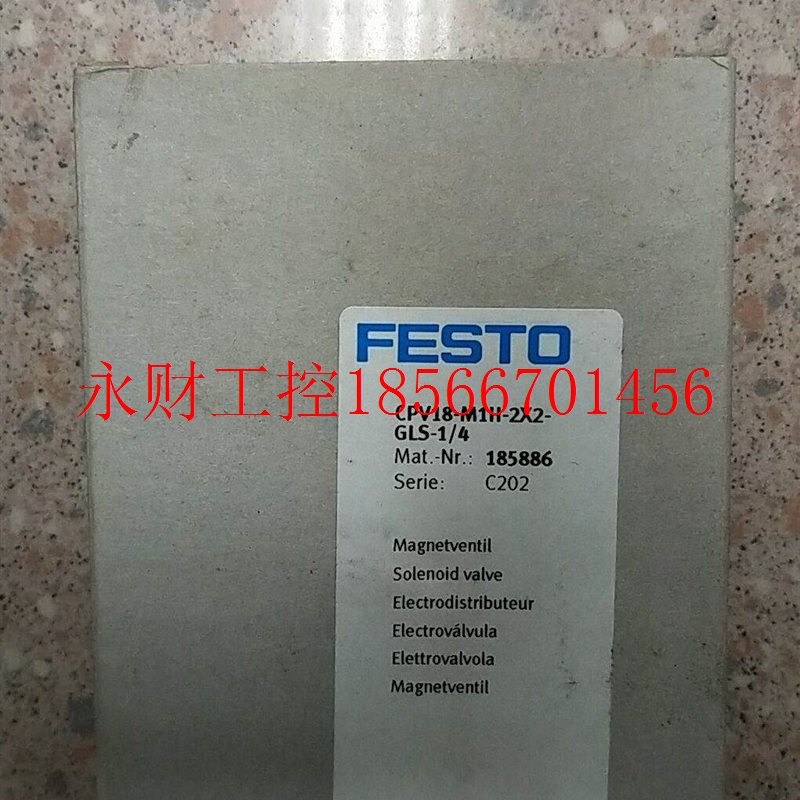 FESTO
永财工控18566701456
CPV18-M1H-2X2-
GLS-1/4
Mat.-Nr.: 185886
Serie: C202
Magnetventil
Solenoid valve
Electrodistributeur
Electroválvula
Elettrovalvola
Magnetventil